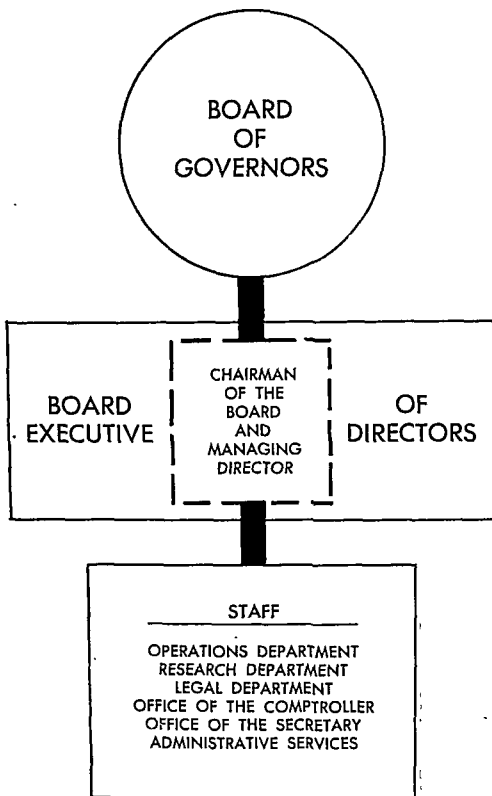 BOARD
OF
GOVERNORS
BOARD
EXECUTIVE
CHAIRMAN
OF THE
BOARD
AND
MANAGING
DIRECTOR
OF
DIRECTORS
STAFF
OPERATIONS DEPARTMENT
RESEARCH DEPARTMENT
LEGAL DEPARTMENT
OFFICE OF THE COMPTROLLER
OFFICE OF THE SECRETARY
ADMINISTRATIVE SERVICES